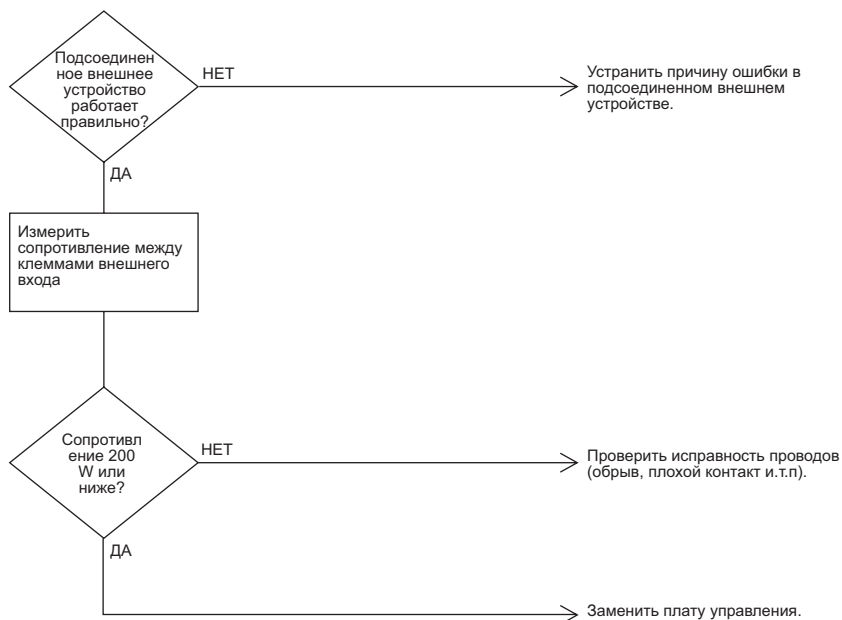 Подсоединен
ное внешнее
устройство
работает
правильно?
НЕТ
Устранить причину ошибки в
подсоединенном внешнем
устройстве.
ДА
Измерить
сопротивление между
клеммами внешнего
входа
Сопротивл
ение 200
W или
ниже?
НЕТ
Проверить исправность проводов
(обрыв, плохой контакт и.т.п).
ДА
Заменить плату управления.